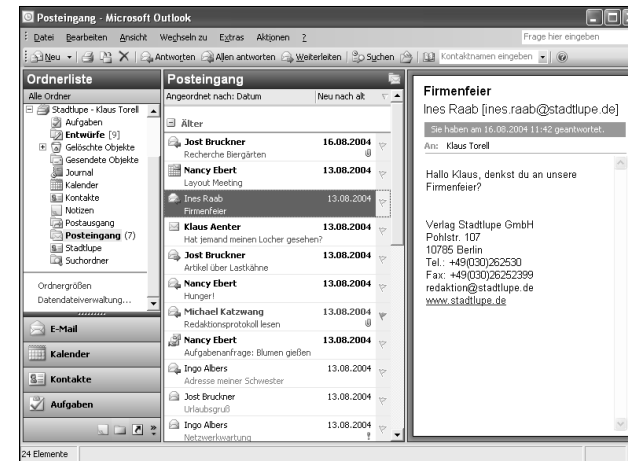 Posteingang - Microsoft Outlook
Datei Bearbeiten Ansicht Wechseln zu Extras Aktionen ? Frage hier eingeben
Neu Antworten Allen antworten Weiterleiten Suchen Kontaktnamen eingeben
Ordnerliste
Alle Ordner
Stadtlupe - Klaus Torell
Aufgaben
Entwürfe [9]
Gelöschte Objekte
Gesendete Objekte
Journal
Kalender
Kontakte
Notizen
Postausgang
Posteingang (7)
Stadtlupe
Suchordner
Ordnergrößen
Datendateiverwaltung...
E-Mail
Kalender
Kontakte
Aufgaben
Posteingang
Angeordnet nach: Datum Neu nach alt
Älter
Jost Bruckner 16.08.2004
Recherche Biergärten
Nancy Ebert 13.08.2004
Layout Meeting
Ines Raab 13.08.2004
Firmenfeier
Klaus Aenter 13.08.2004
Hat jemand meinen Locher gesehen?
Jost Bruckner 13.08.2004
Artikel über Lastkähne
Nancy Ebert 13.08.2004
Hunger!
Michael Katzwang 13.08.2004
Redaktionsprotokoll lesen
Nancy Ebert 13.08.2004
Aufgabenanfrage: Blumen gießen
Ingo Albers 13.08.2004
Adresse meiner Schwester
Jost Bruckner 13.08.2004
Urlaubsgruß
Ingo Albers 13.08.2004
Netzwerkwartung
Firmenfeier
Ines Raab [ines.raab@stadtlupe.de]
Sie haben am 16.08.2004 11:42 geantwortet.
An: Klaus Torell
Hallo Klaus, denkst du an unsere
Firmenfeier?
Verlag Stadtlupe GmbH
Pohlstr. 107
10785 Berlin
Tel.: +49(030)262530
Fax: +49(030)26252399
redaktion@stadtlupe.de
www.stadtlupe.de
24 Elemente